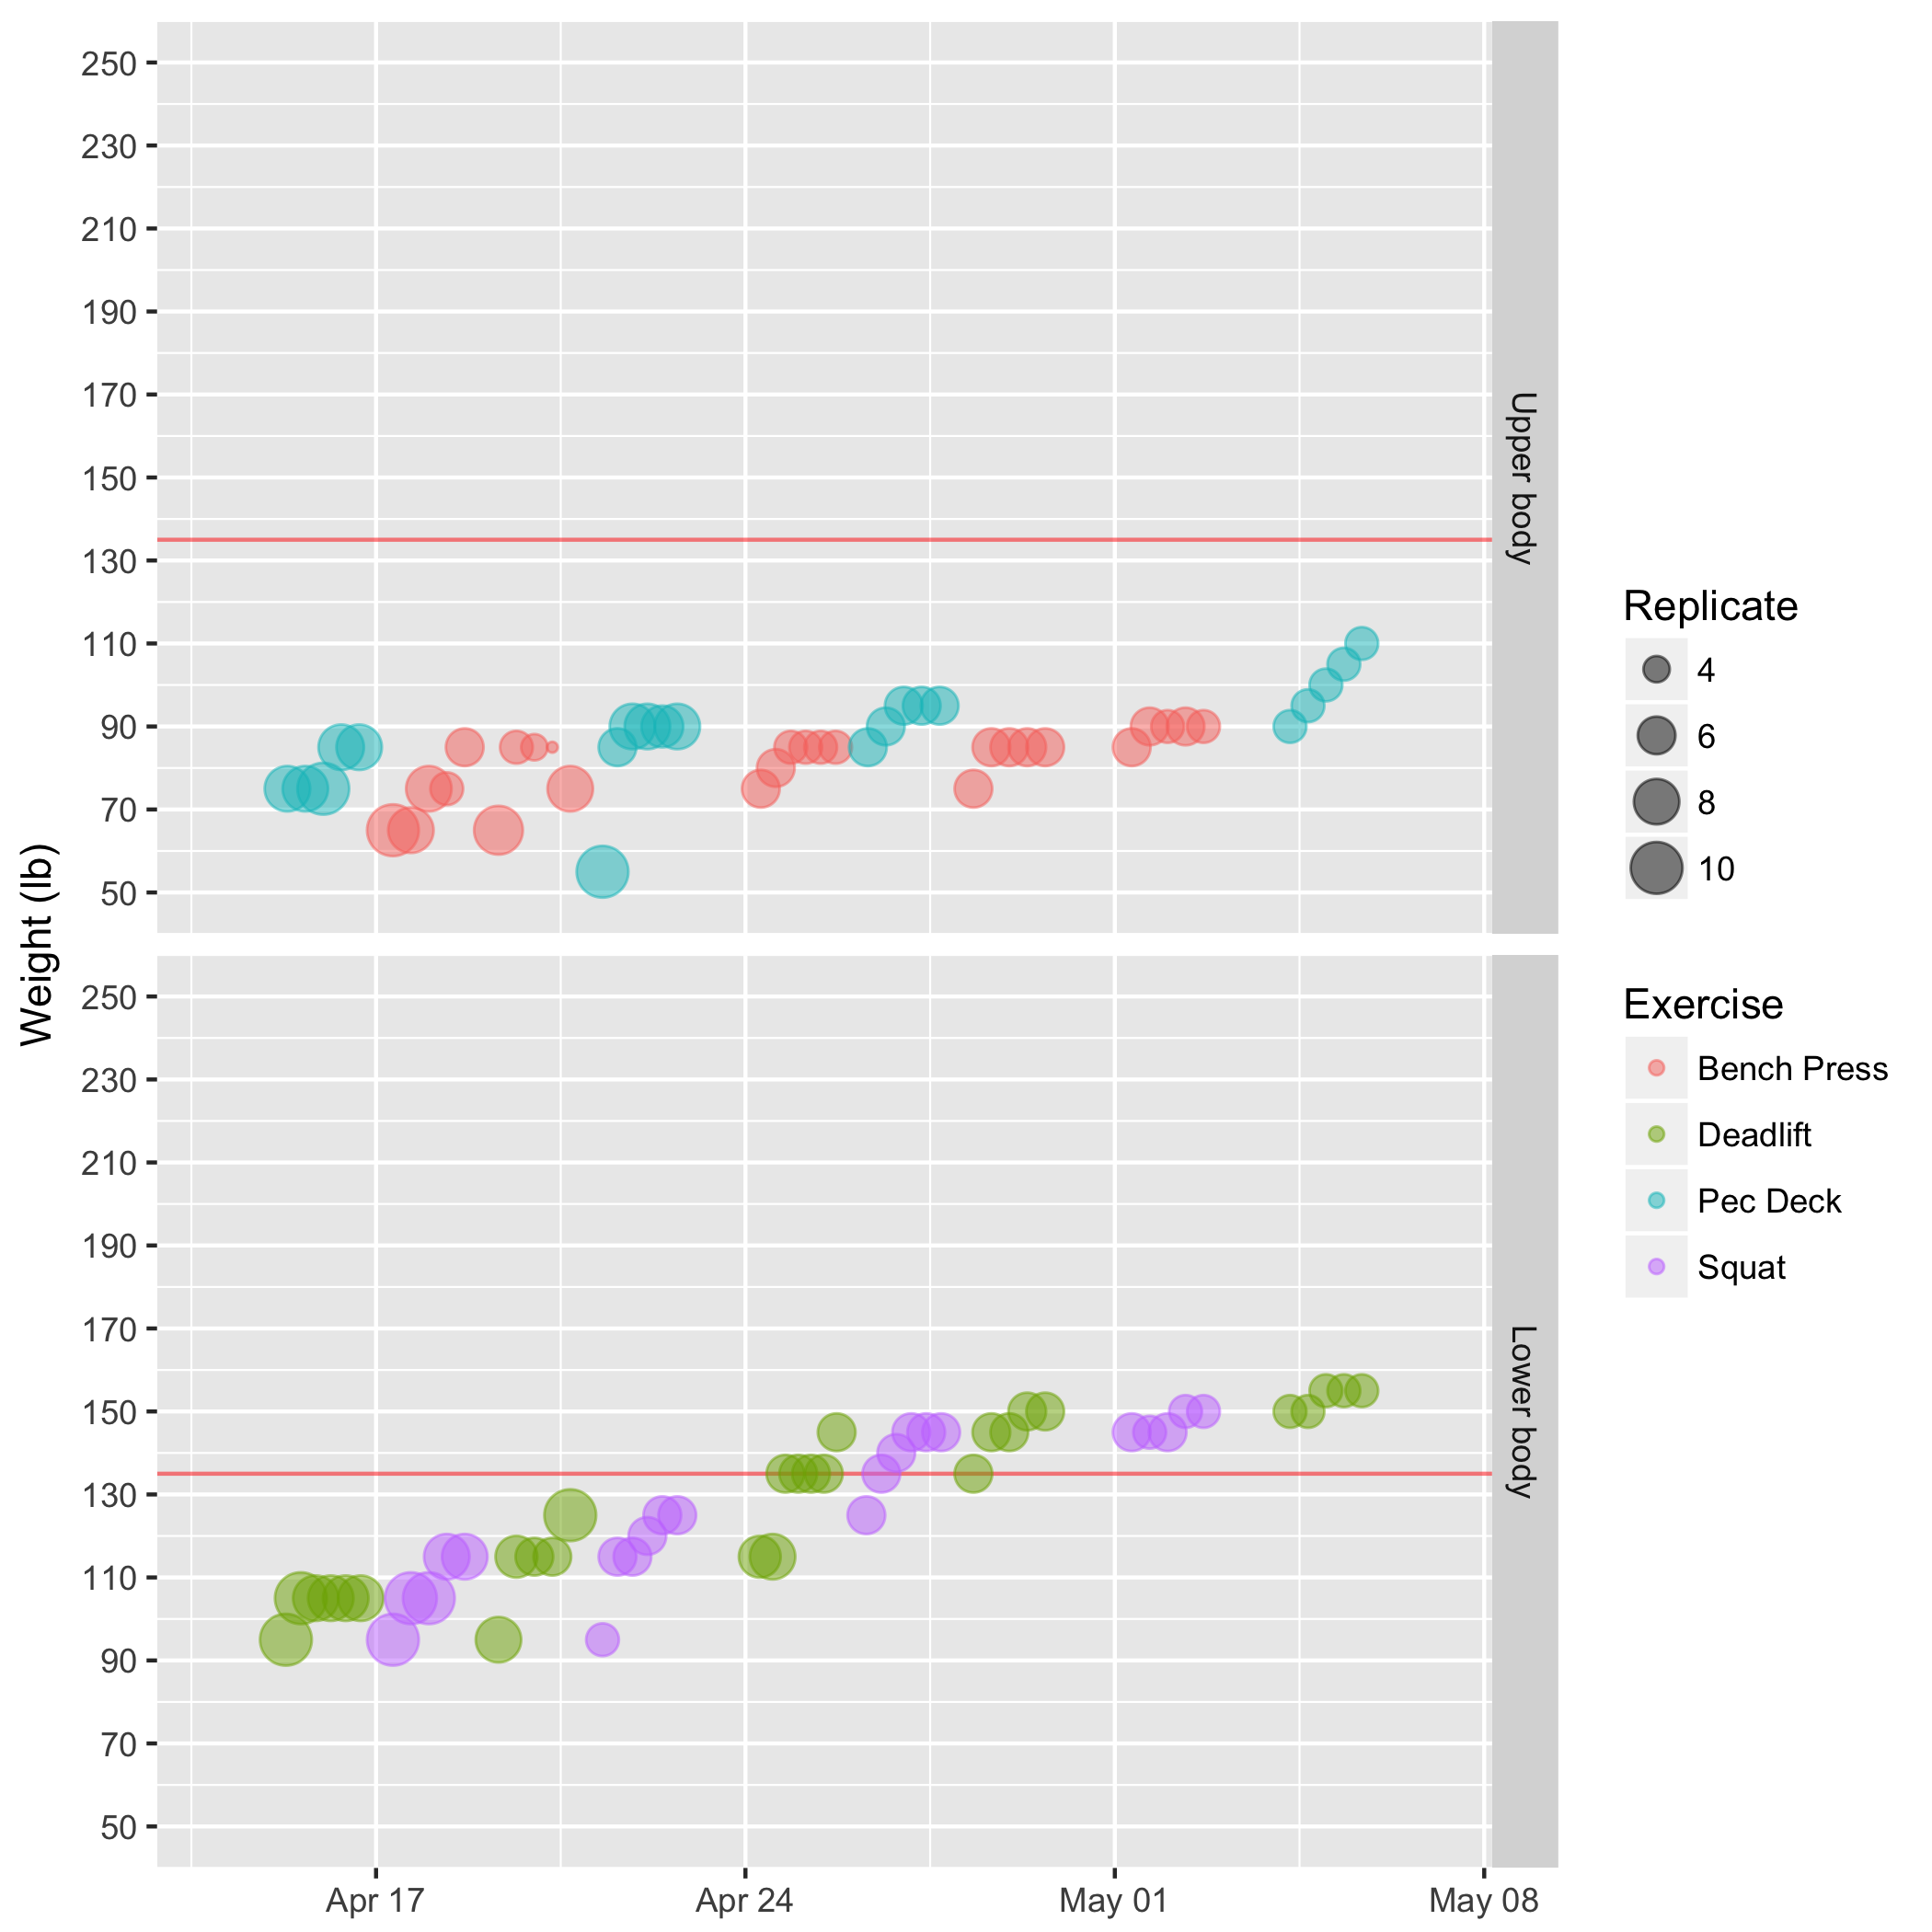 Weight (lb)
250
230
210
190
170
150
130
110
90
70
50
Upper body
250
230
210
190
170
150
130
110
90
70
50
Lower body
Apr 17
Apr 24
May 01
May 08
Replicate
4
6
8
10
Exercise
Bench Press
Deadlift
Pec Deck
Squat